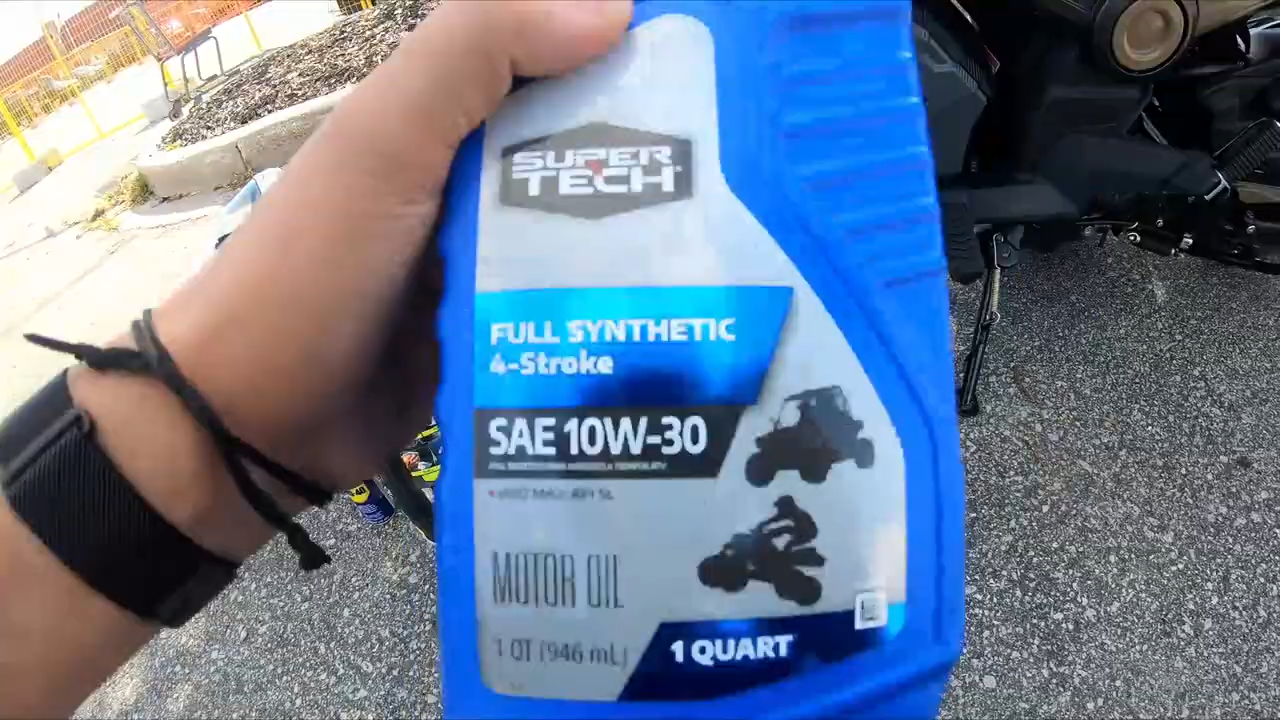 SUPER
TECH
FULL SYNTHETIC
4-Stroke
SAE 10W-30
MOTOR OIL
1 QT (946 mL)
1 QUART